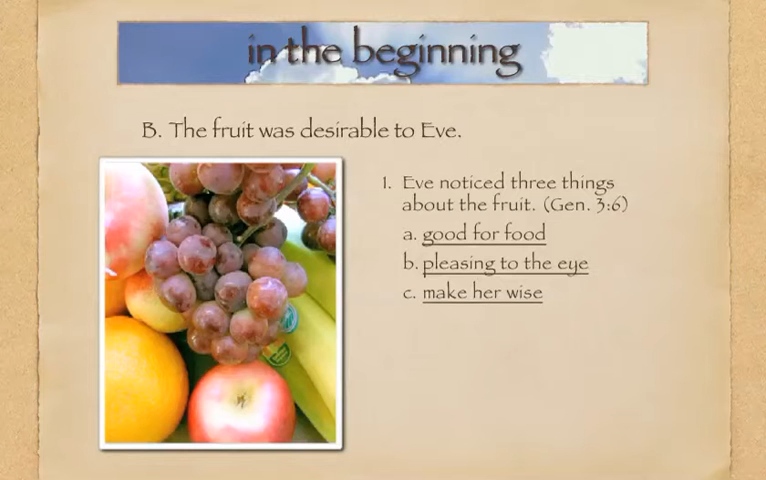 in the beginning
B. The fruit was desirable to Eve.
1. Eve noticed three things
about the fruit. (Gen. 3:6)
a. good for food
b. pleasing to the eye
c. make her wise